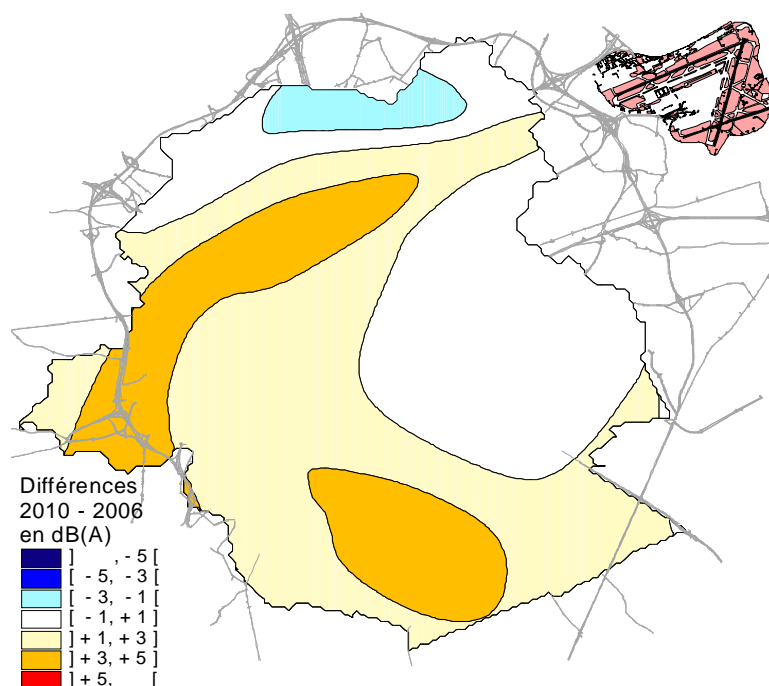 Différences
2010 - 2006
en dB(A)
] , - 5 [
[ - 5, - 3 [
[ - 3, - 1 [
[ - 1, + 1 ]
] + 1, + 3 ]
] + 3, + 5 ]
] + 5, [